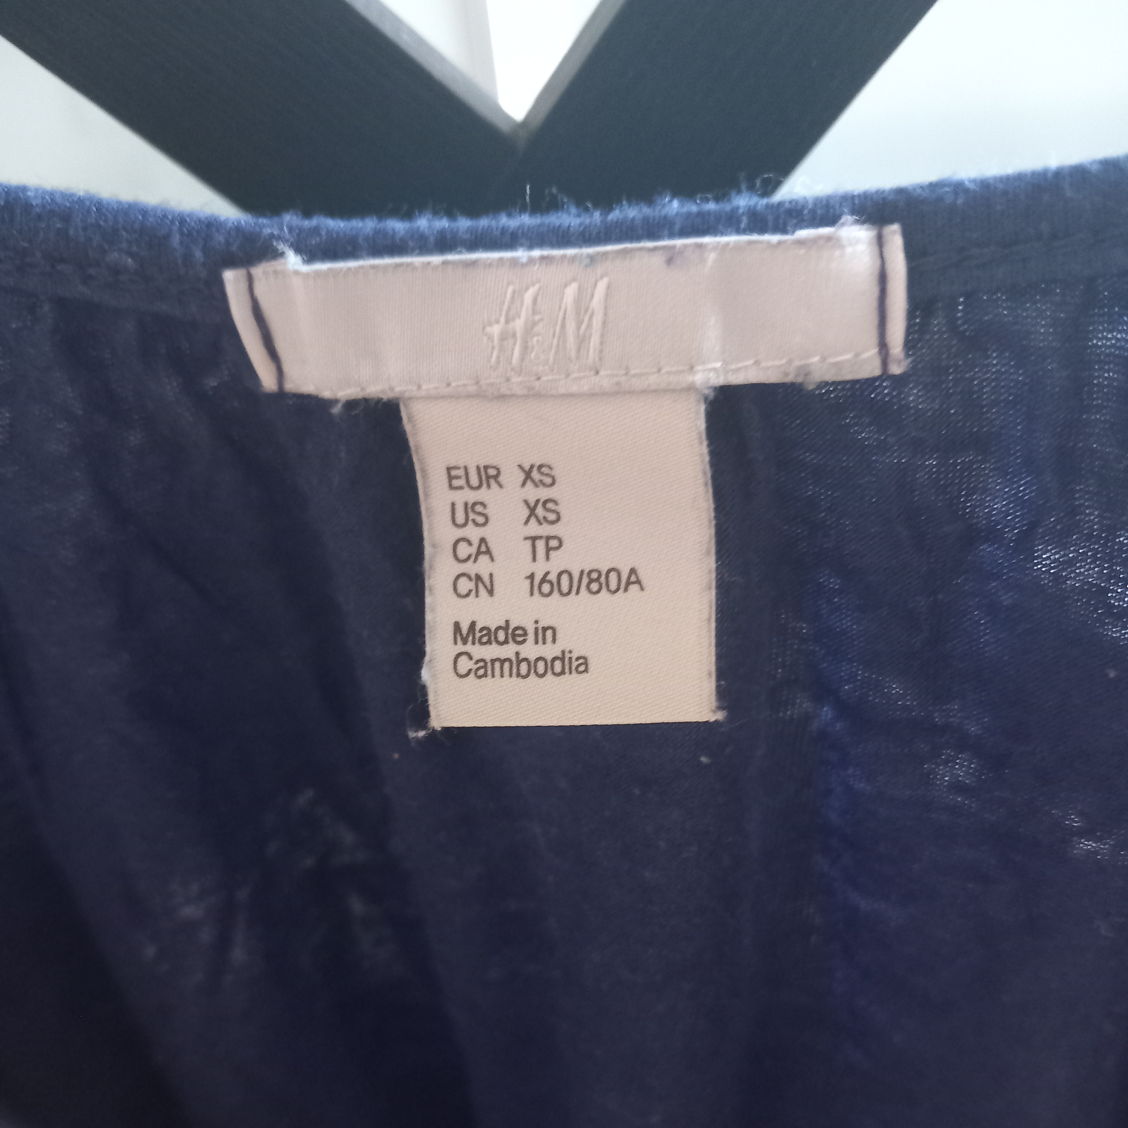 H&M
EUR XS
US XS
CA TP
CN 160/80A
Made in
Cambodia